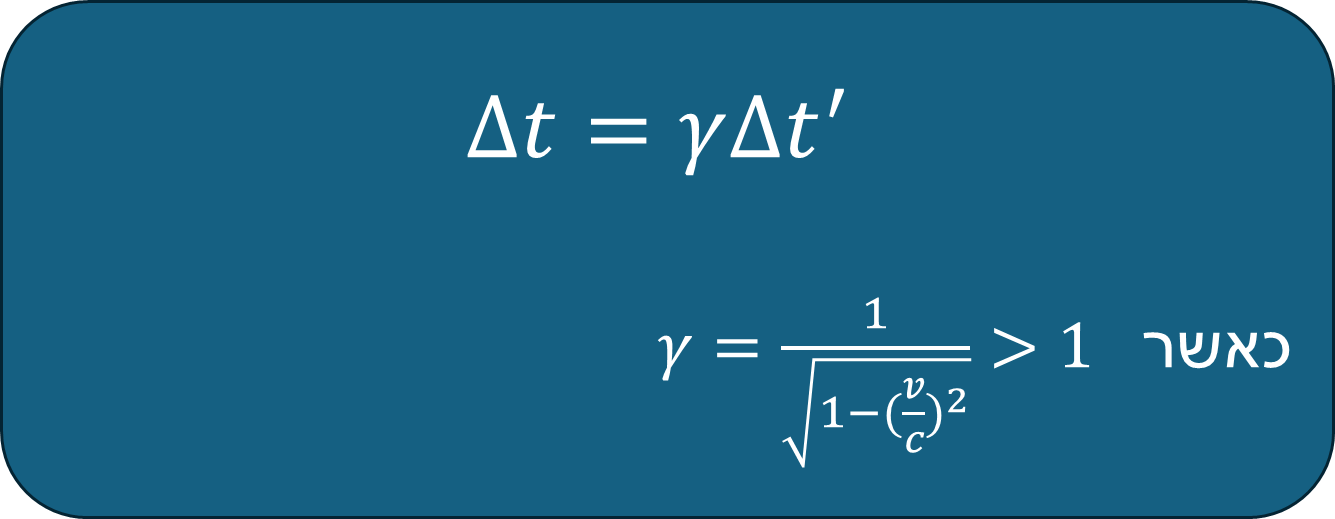 Δt = γΔt′
כאשר γ = 1/√(1−(v/c)²) > 1